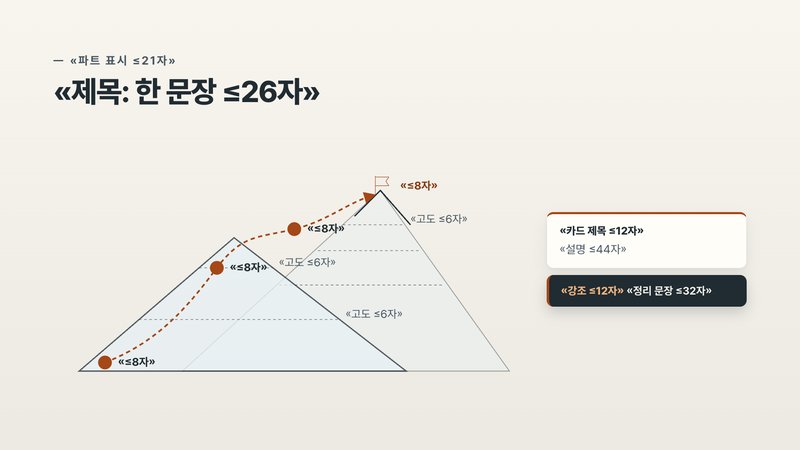 — «파트 표시 ≤21자»
«제목: 한 문장 ≤26자»
«≤8자»
«고도 ≤6자»
«≤8자»
«고도 ≤6자»
«≤8자»
«고도 ≤6자»
«≤8자»
«카드 제목 ≤12자»
«설명 ≤44자»
«강조 ≤12자» «정리 문장 ≤32자»